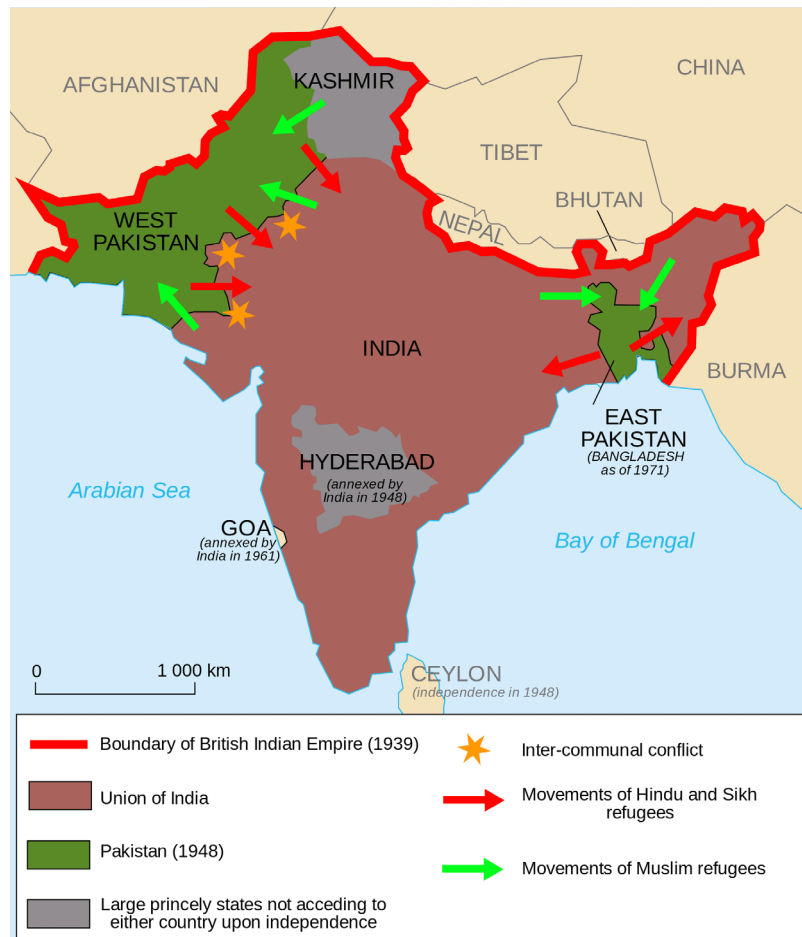 AFGHANISTAN
KASHMIR
CHINA
TIBET
BHUTAN
NEPAL
WEST
PAKISTAN
INDIA
BURMA
EAST
PAKISTAN
(BANGLADESH
as of 1971)
HYDERABAD
(annexed by
India in 1948)
Arabian Sea
GOA
(annexed by
India in 1961)
Bay of Bengal
0 1 000 km
CEYLON
(independence in 1948)
Boundary of British Indian Empire (1939)
Union of India
Pakistan (1948)
Large princely states not acceding to
either country upon independence
Inter-communal conflict
Movements of Hindu and Sikh
refugees
Movements of Muslim refugees